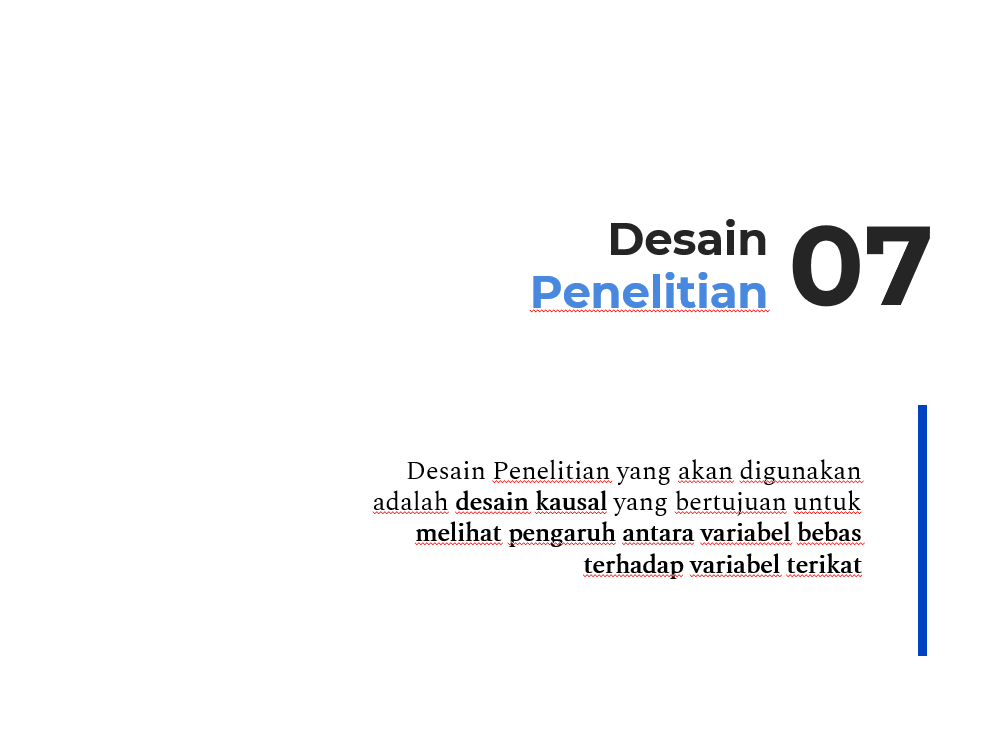 Desain
Penelitian
07
Desain Penelitian yang akan digunakan
adalah desain kausal yang bertujuan untuk
melihat pengaruh antara variabel bebas
terhadap variabel terikat